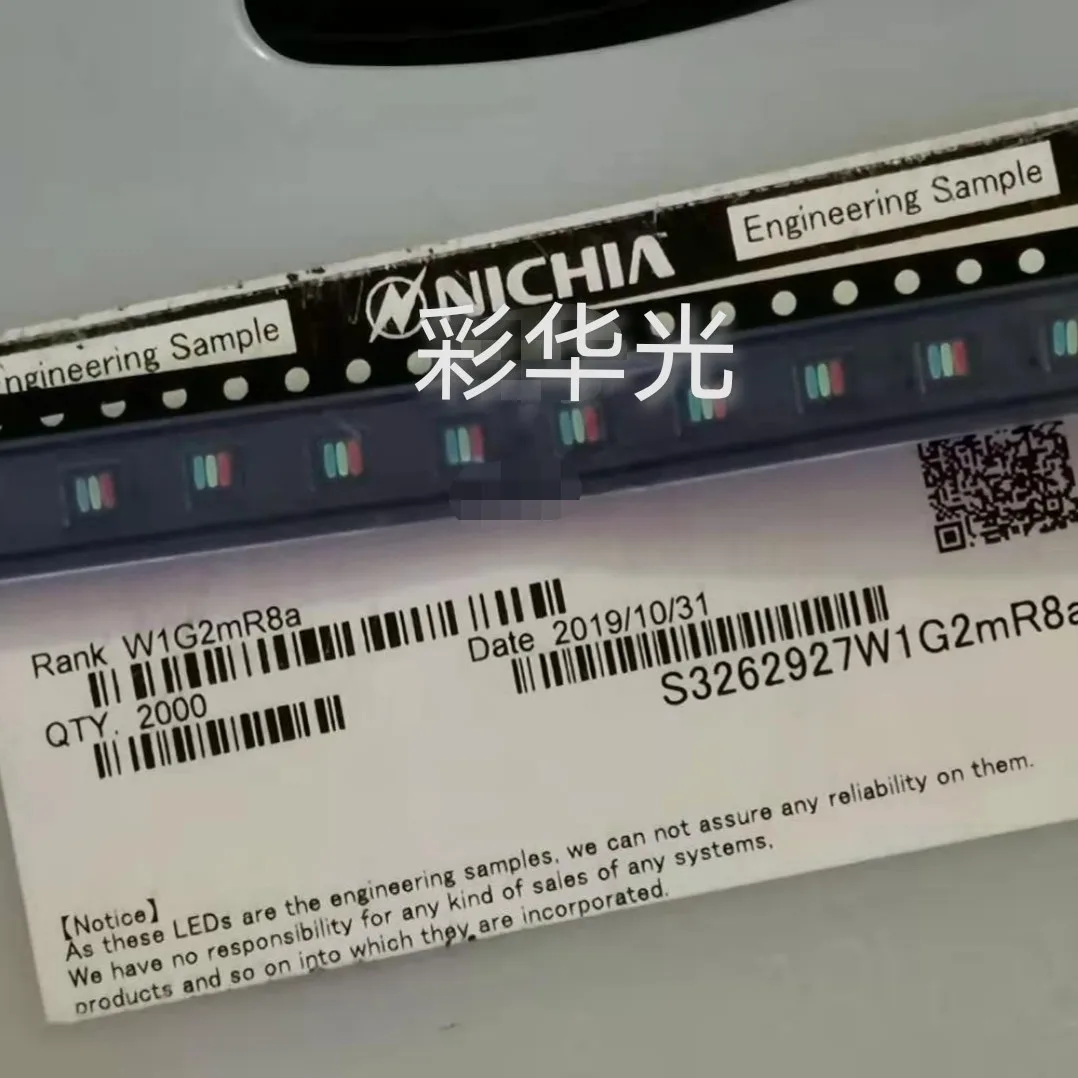 Engineering Sample
NICHIA
ngineering Sample
彩华光
Rank W1G2mR8a
Date 2019/10/31
QTY. 2000
S3262927W1G2mR8a
【Notice】
As these LEDs are the engineering samples, we can not assure any reliability on them.
We have no responsibility for any kind of sales of any systems,
products and so on into which they are incorporated.